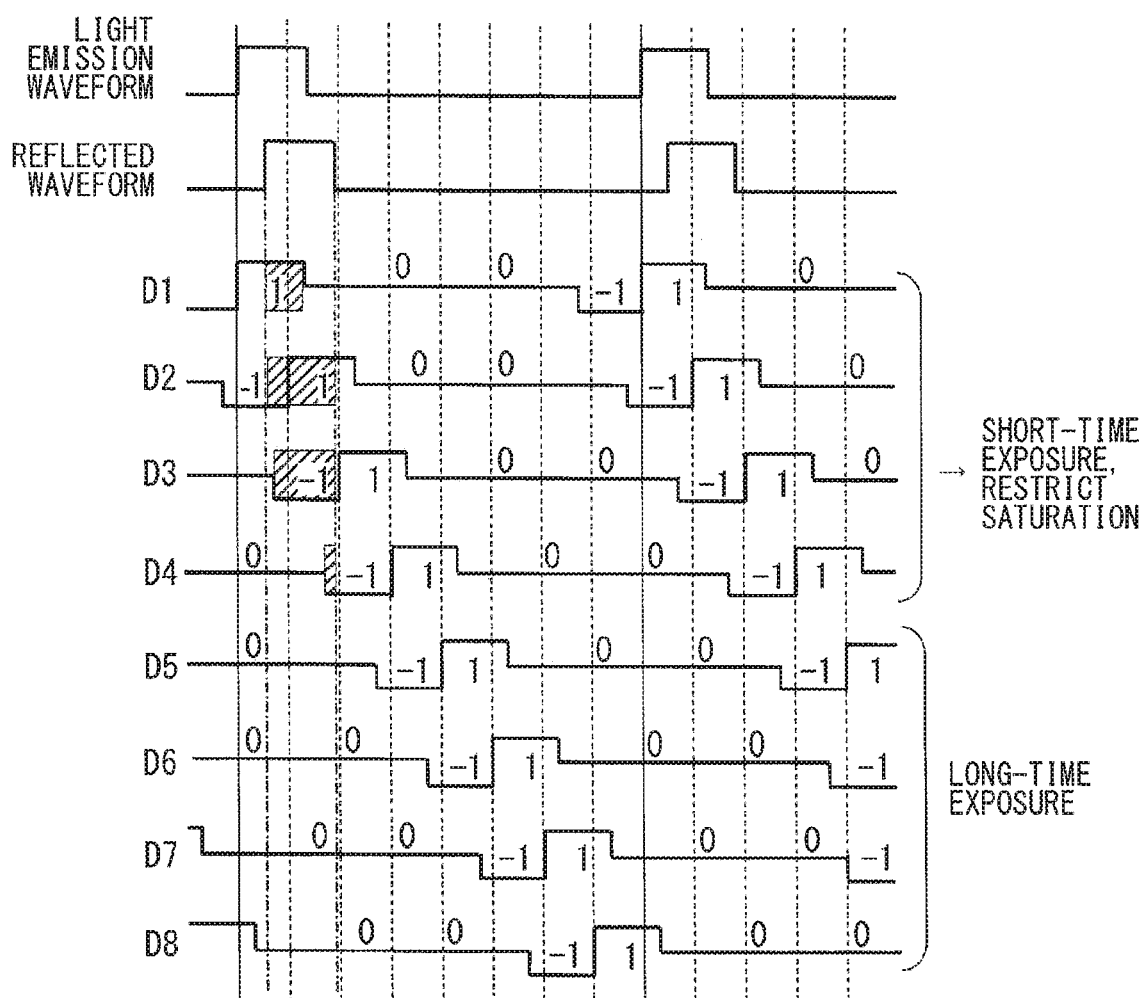 LIGHT
EMISSION
WAVEFORM
REFLECTED
WAVEFORM
D1 1 0 0 -1 1 0
D2 -1 1 0 0 -1 1 0
D3 -1 1 0 0 -1 1 0
D4 0 -1 1 0 0 -1 1
→ SHORT-TIME
EXPOSURE,
RESTRICT
SATURATION
D5 0 -1 1 0 0 -1 1
D6 0 0 -1 1 0 0 -1
D7 0 0 -1 1 0 0 -1
D8 0 0 -1 1 0 0
LONG-TIME
EXPOSURE